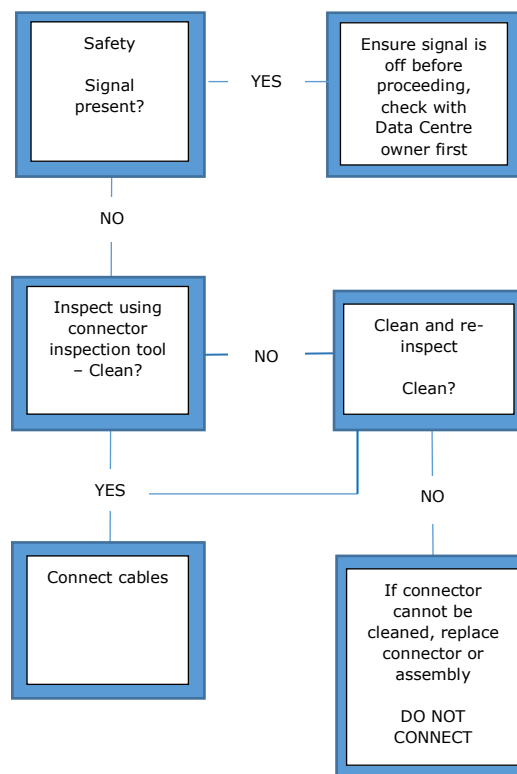 Safety
Signal
present?
YES
Ensure signal is
off before
proceeding,
check with
Data Centre
owner first
NO
Inspect using
connector
inspection tool
– Clean?
NO
Clean and re-
inspect
Clean?
YES
NO
Connect cables
If connector
cannot be
cleaned, replace
connector or
assembly
DO NOT
CONNECT